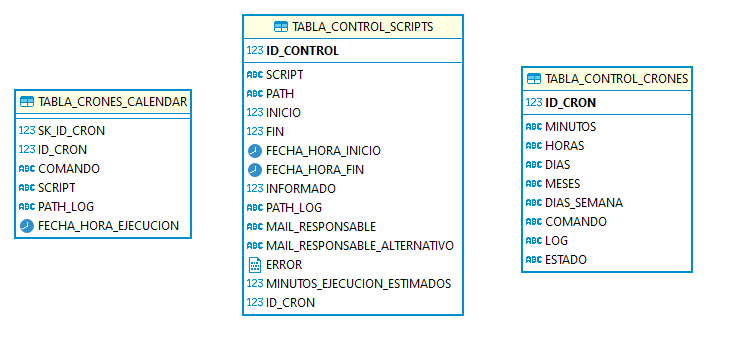 TABLA_CRONES_CALENDAR
123 SK_ID_CRON
123 ID_CRON
ABC COMANDO
ABC SCRIPT
ABC PATH_LOG
FECHA_HORA_EJECUCION
TABLA_CONTROL_SCRIPTS
123 ID_CONTROL
ABC SCRIPT
ABC PATH
123 INICIO
123 FIN
FECHA_HORA_INICIO
FECHA_HORA_FIN
123 INFORMADO
ABC PATH_LOG
ABC MAIL_RESPONSABLE
ABC MAIL_RESPONSABLE_ALTERNATIVO
ERROR
123 MINUTOS_EJECUCION_ESTIMADOS
123 ID_CRON
TABLA_CONTROL_CRONES
123 ID_CRON
ABC MINUTOS
ABC HORAS
ABC DIAS
ABC MESES
ABC DIAS_SEMANA
ABC COMANDO
ABC LOG
ABC ESTADO